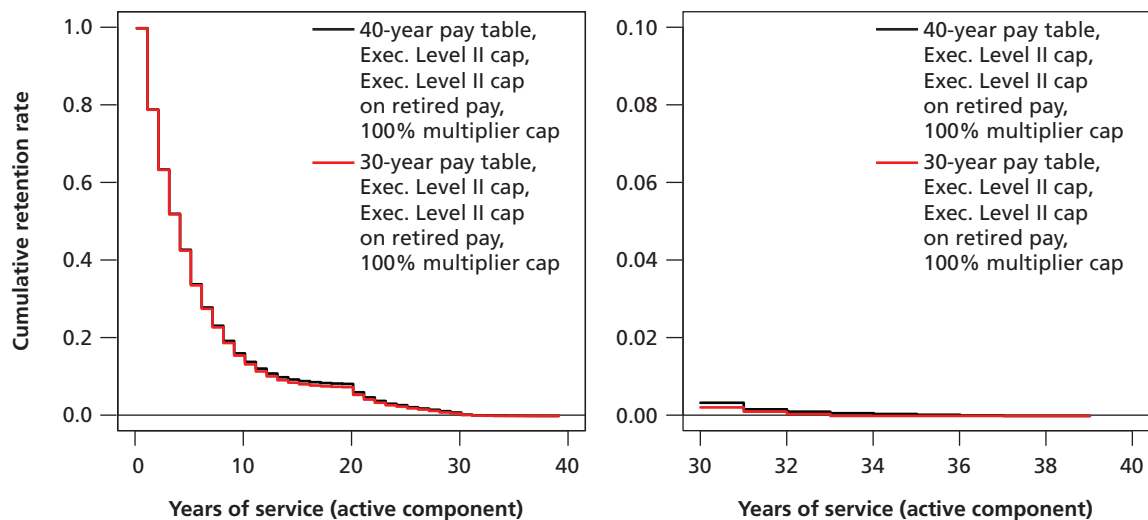 1.0
0.8
0.6
0.4
0.2
0.0
Cumulative retention rate
40-year pay table,
Exec. Level II cap,
Exec. Level II cap
on retired pay,
100% multiplier cap
30-year pay table,
Exec. Level II cap,
Exec. Level II cap
on retired pay,
100% multiplier cap
0 10 20 30 40
Years of service (active component)
0.10
0.08
0.06
0.04
0.02
0.00
40-year pay table,
Exec. Level II cap,
Exec. Level II cap
on retired pay,
100% multiplier cap
30-year pay table,
Exec. Level II cap,
Exec. Level II cap
on retired pay,
100% multiplier cap
30 32 34 36 38 40
Years of service (active component)